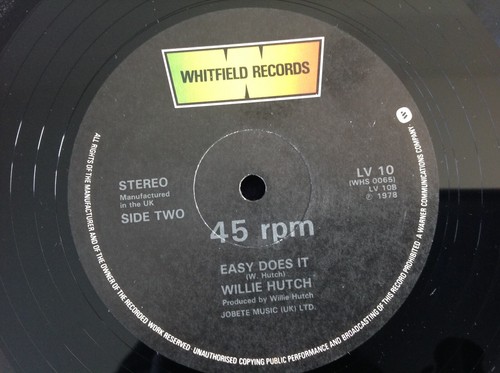 WHITFIELD RECORDS
STEREO
Manufactured
in the UK
SIDE TWO
LV 10
(WHS 0065)
LV 10B
℗ 1978
45 rpm
EASY DOES IT
(W. Hutch)
WILLIE HUTCH
Produced by Willie Hutch
JOBETE MUSIC (UK) LTD.
ALL RIGHTS OF THE MANUFACTURER AND OF THE OWNER OF THE RECORDED WORK RESERVED · UNAUTHORISED COPYING PUBLIC PERFORMANCE AND BROADCASTING OF THIS RECORD PROHIBITED · A WARNER COMMUNICATIONS COMPANY ·